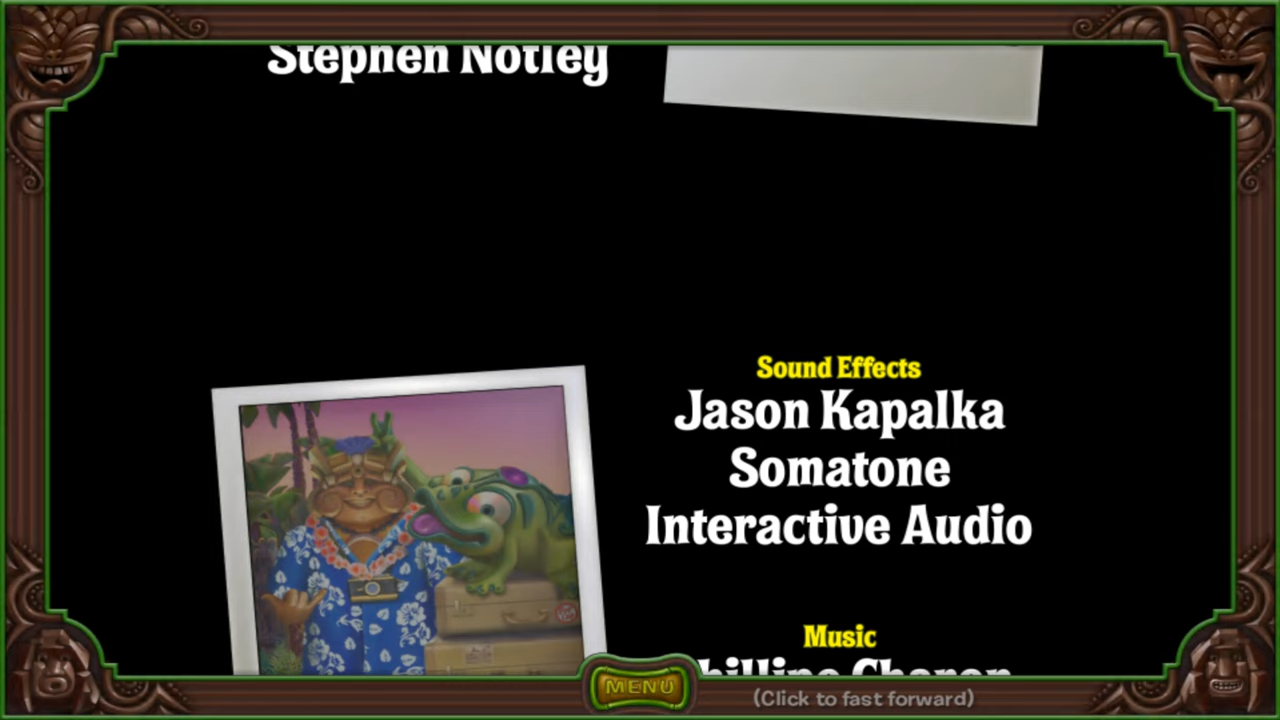 Stephen Notley
Sound Effects
Jason Kapalka
Somatone
Interactive Audio
Music
MENU
(Click to fast forward)